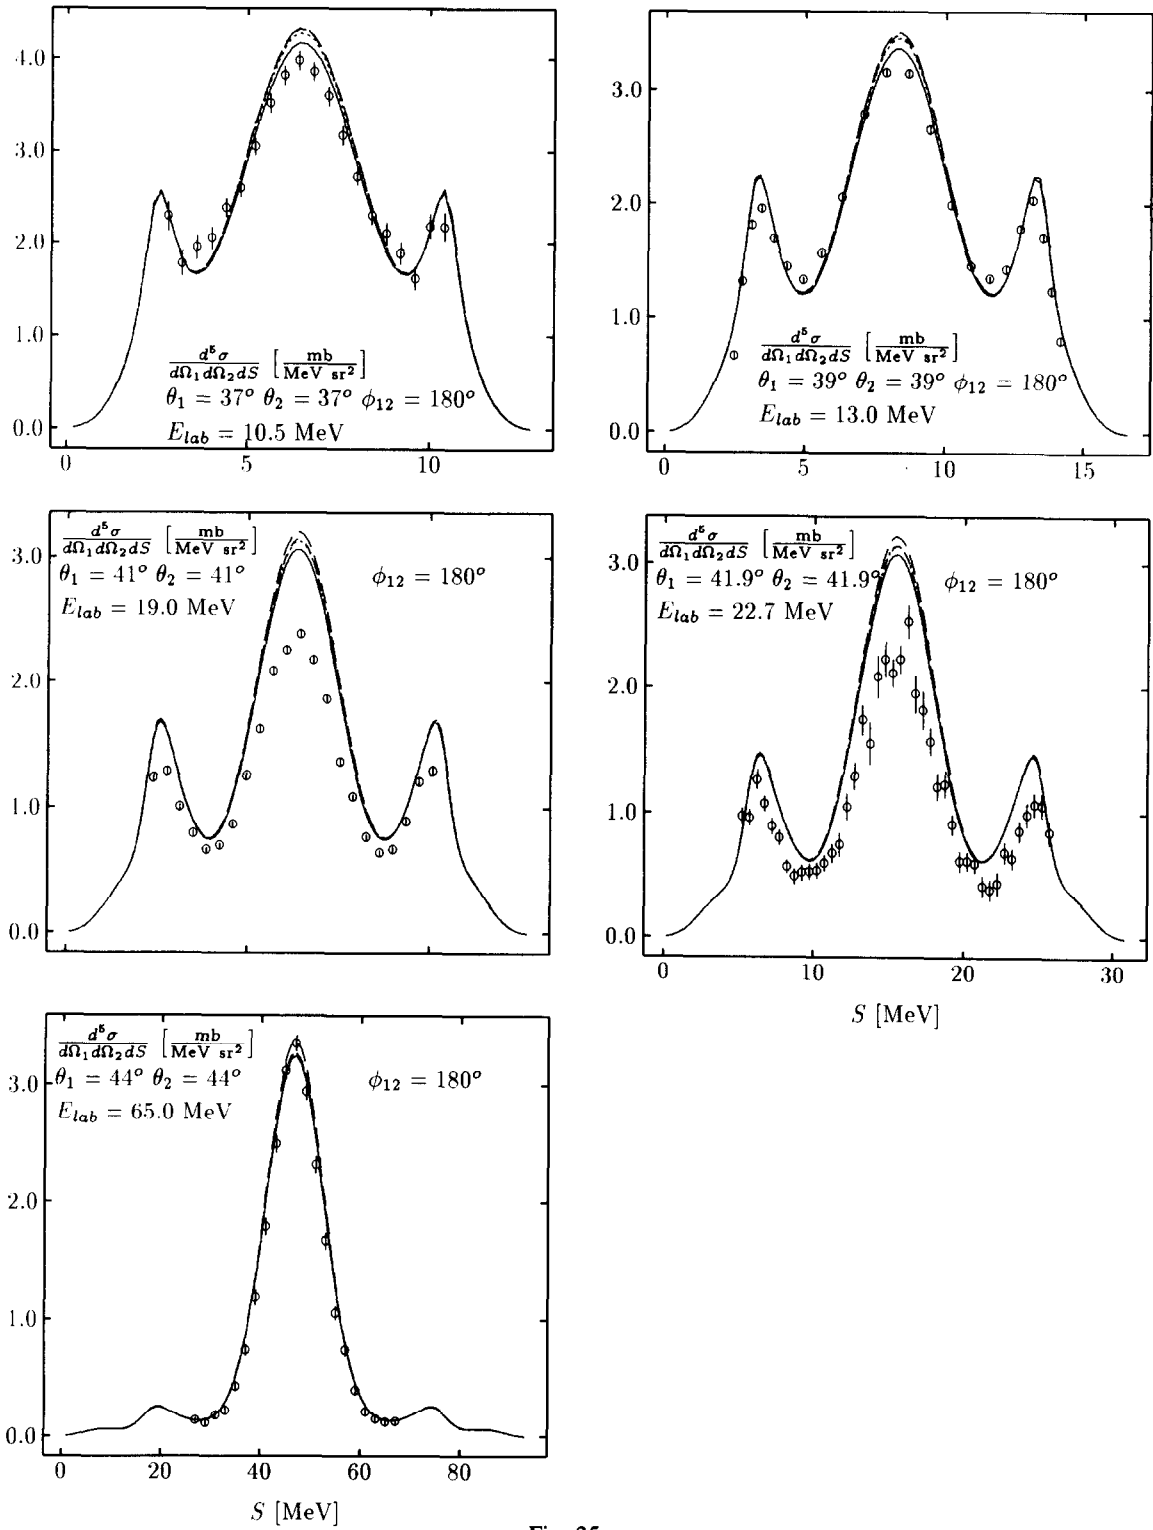 4.0
3.0
2.0
1.0
0.0
d⁵σ / dΩ₁dΩ₂dS [mb / MeV sr²]
θ₁ = 37° θ₂ = 37° ϕ₁₂ = 180°
E_lab = 10.5 MeV
0 5 10
3.0
2.0
1.0
0.0
d⁵σ / dΩ₁dΩ₂dS [mb / MeV sr²]
θ₁ = 39° θ₂ = 39° ϕ₁₂ = 180°
E_lab = 13.0 MeV
0 5 10 15
d⁵σ / dΩ₁dΩ₂dS [mb / MeV sr²]
3.0
θ₁ = 41° θ₂ = 41° ϕ₁₂ = 180°
E_lab = 19.0 MeV
2.0
1.0
0.0
d⁵σ / dΩ₁dΩ₂dS [mb / MeV sr²]
3.0
θ₁ = 41.9° θ₂ = 41.9° ϕ₁₂ = 180°
E_lab = 22.7 MeV
2.0
1.0
0.0
0 10 20 30
S [MeV]
d⁵σ / dΩ₁dΩ₂dS [mb / MeV sr²]
3.0
θ₁ = 44° θ₂ = 44° ϕ₁₂ = 180°
E_lab = 65.0 MeV
2.0
1.0
0.0
0 20 40 60 80
S [MeV]